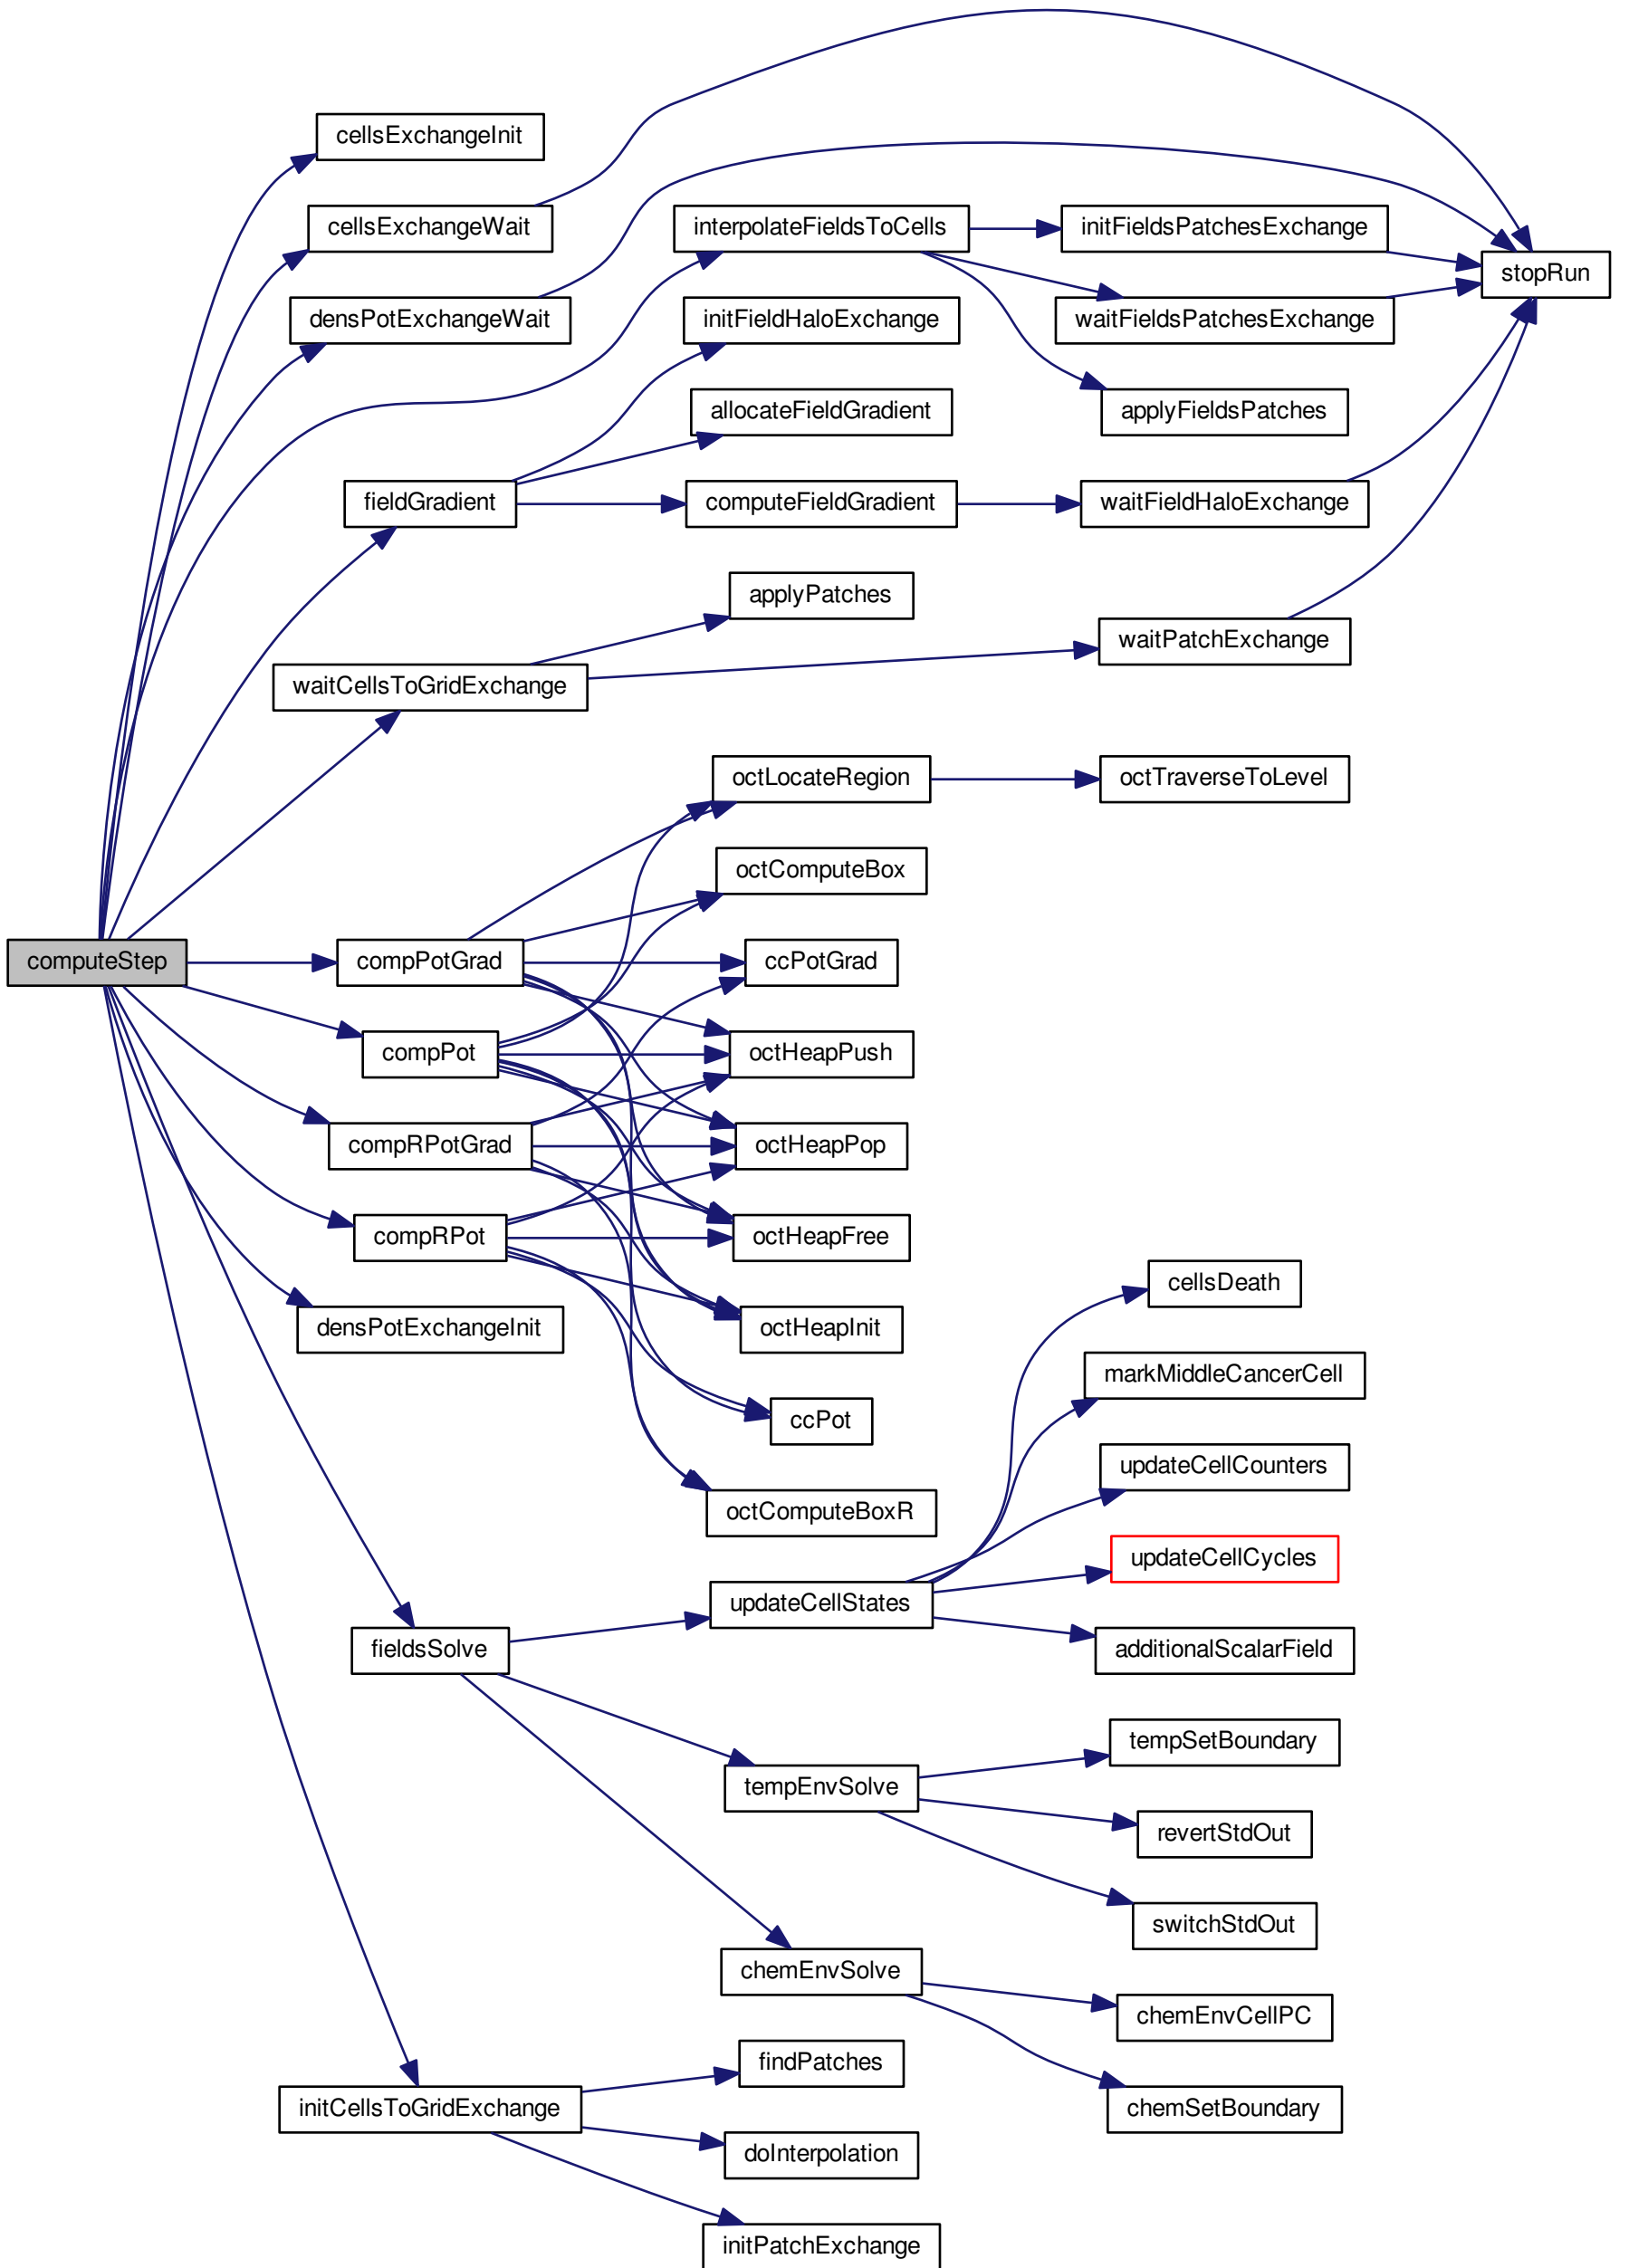 cellsExchangeInit
cellsExchangeWait
interpolateFieldsToCells
initFieldsPatchesExchange
stopRun
densPotExchangeWait
initFieldHaloExchange
waitFieldsPatchesExchange
allocateFieldGradient
applyFieldsPatches
fieldGradient
computeFieldGradient
waitFieldHaloExchange
applyPatches
waitPatchExchange
waitCellsToGridExchange
octLocateRegion
octTraverseToLevel
octComputeBox
computeStep
compPotGrad
ccPotGrad
compPot
octHeapPush
compRPotGrad
octHeapPop
compRPot
octHeapFree
cellsDeath
densPotExchangeInit
octHeapInit
markMiddleCancerCell
ccPot
updateCellCounters
octComputeBoxR
updateCellCycles
updateCellStates
fieldsSolve
additionalScalarField
tempSetBoundary
tempEnvSolve
revertStdOut
switchStdOut
chemEnvSolve
chemEnvCellPC
findPatches
initCellsToGridExchange
chemSetBoundary
doInterpolation
initPatchExchange